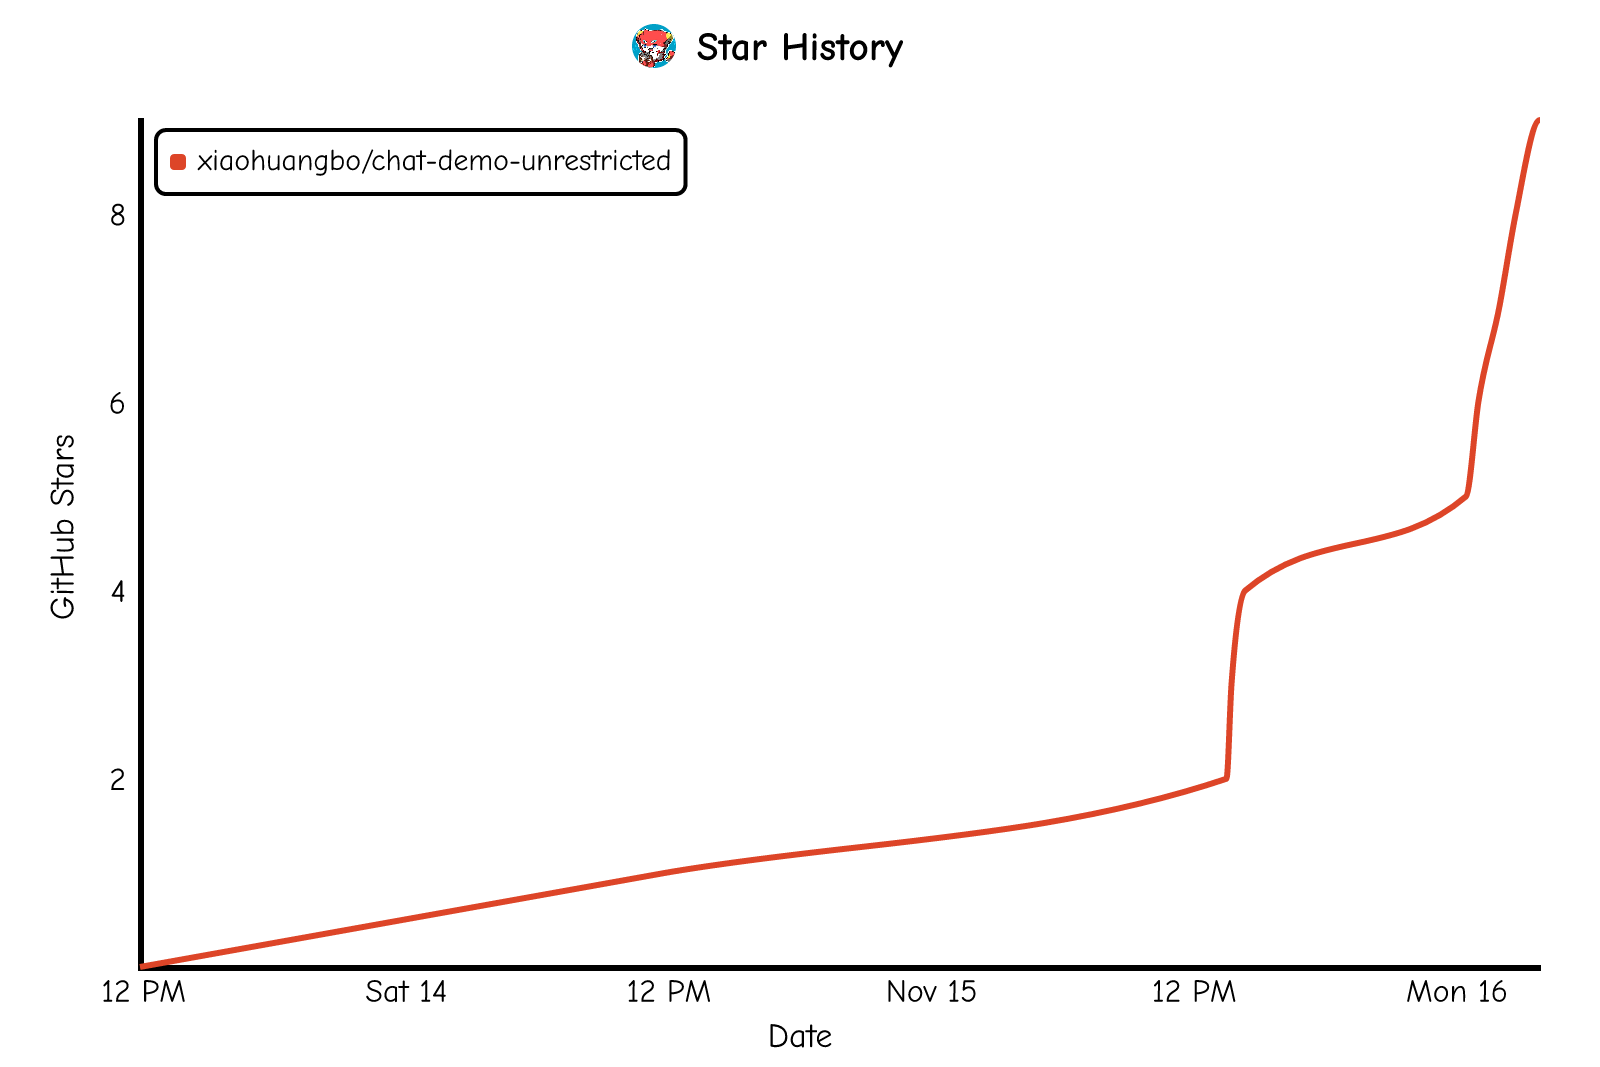 Star History
xiaohuangbo/chat-demo-unrestricted
8
6
4
2
GitHub Stars
12 PM
Sat 14
12 PM
Nov 15
12 PM
Mon 16
Date